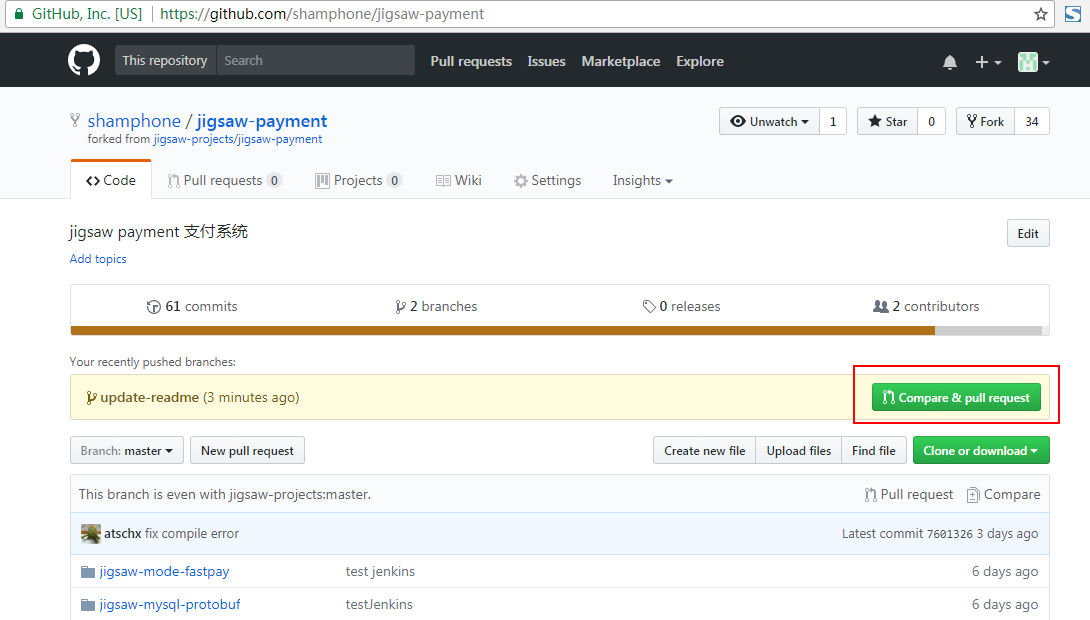 GitHub, Inc. [US] https://github.com/shamphone/jigsaw-payment
This repository Search Pull requests Issues Marketplace Explore
shamphone / jigsaw-payment Unwatch 1 Star 0 Fork 34
forked from jigsaw-projects/jigsaw-payment
Code Pull requests 0 Projects 0 Wiki Settings Insights
jigsaw payment 支付系统 Edit
Add topics
61 commits 2 branches 0 releases 2 contributors
Your recently pushed branches:
update-readme (3 minutes ago) Compare & pull request
Branch: master New pull request Create new file Upload files Find file Clone or download
This branch is even with jigsaw-projects:master. Pull request Compare
atschx fix compile error Latest commit 7601326 3 days ago
jigsaw-mode-fastpay test jenkins 6 days ago
jigsaw-mysql-protobuf testJenkins 6 days ago